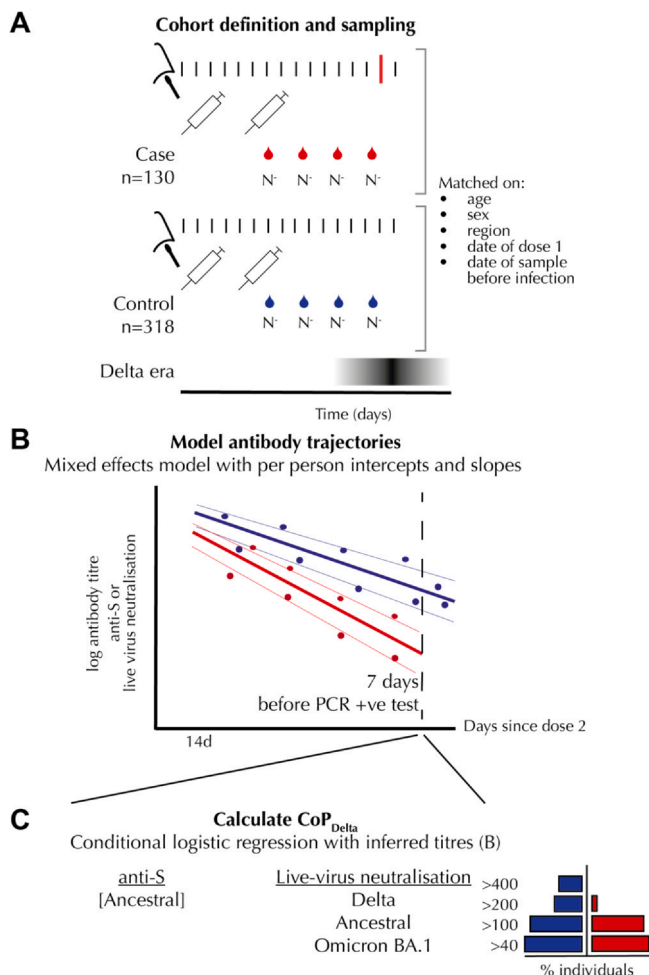 A
Cohort definition and sampling
Case
n=130
N- N- N- N-
Matched on:
• age
• sex
• region
• date of dose 1
• date of sample
before infection
Control
n=318
N- N- N- N-
Delta era
Time (days)
B
Model antibody trajectories
Mixed effects model with per person intercepts and slopes
log antibody titre
anti-S or
live virus neutralisation
7 days
before PCR +ve test
Days since dose 2
14d
C
Calculate CoPDelta
Conditional logistic regression with inferred titres (B)
anti-S Live-virus neutralisation >400
[Ancestral] Delta >200
Ancestral >100
Omicron BA.1 >40
% individuals